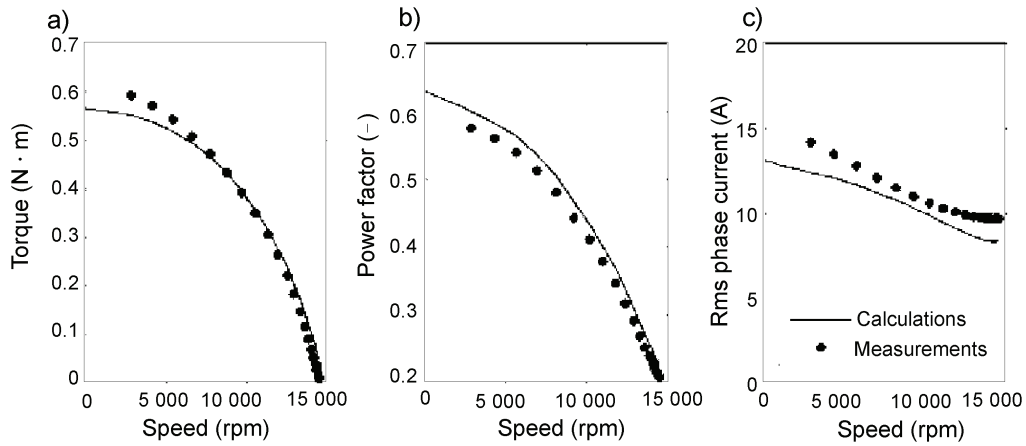 a)
0.7
0.6
0.5
0.4
0.3
0.2
0.1
0
0
5 000
10 000
15 000
Torque (N · m)
Speed (rpm)
b)
0.7
0.6
0.5
0.4
0.3
0.2
0
5 000
10 000
15 000
Power factor (−)
Speed (rpm)
c)
20
15
10
5
0
0
5 000
10 000
15 000
Rms phase current (A)
Speed (rpm)
Calculations
Measurements